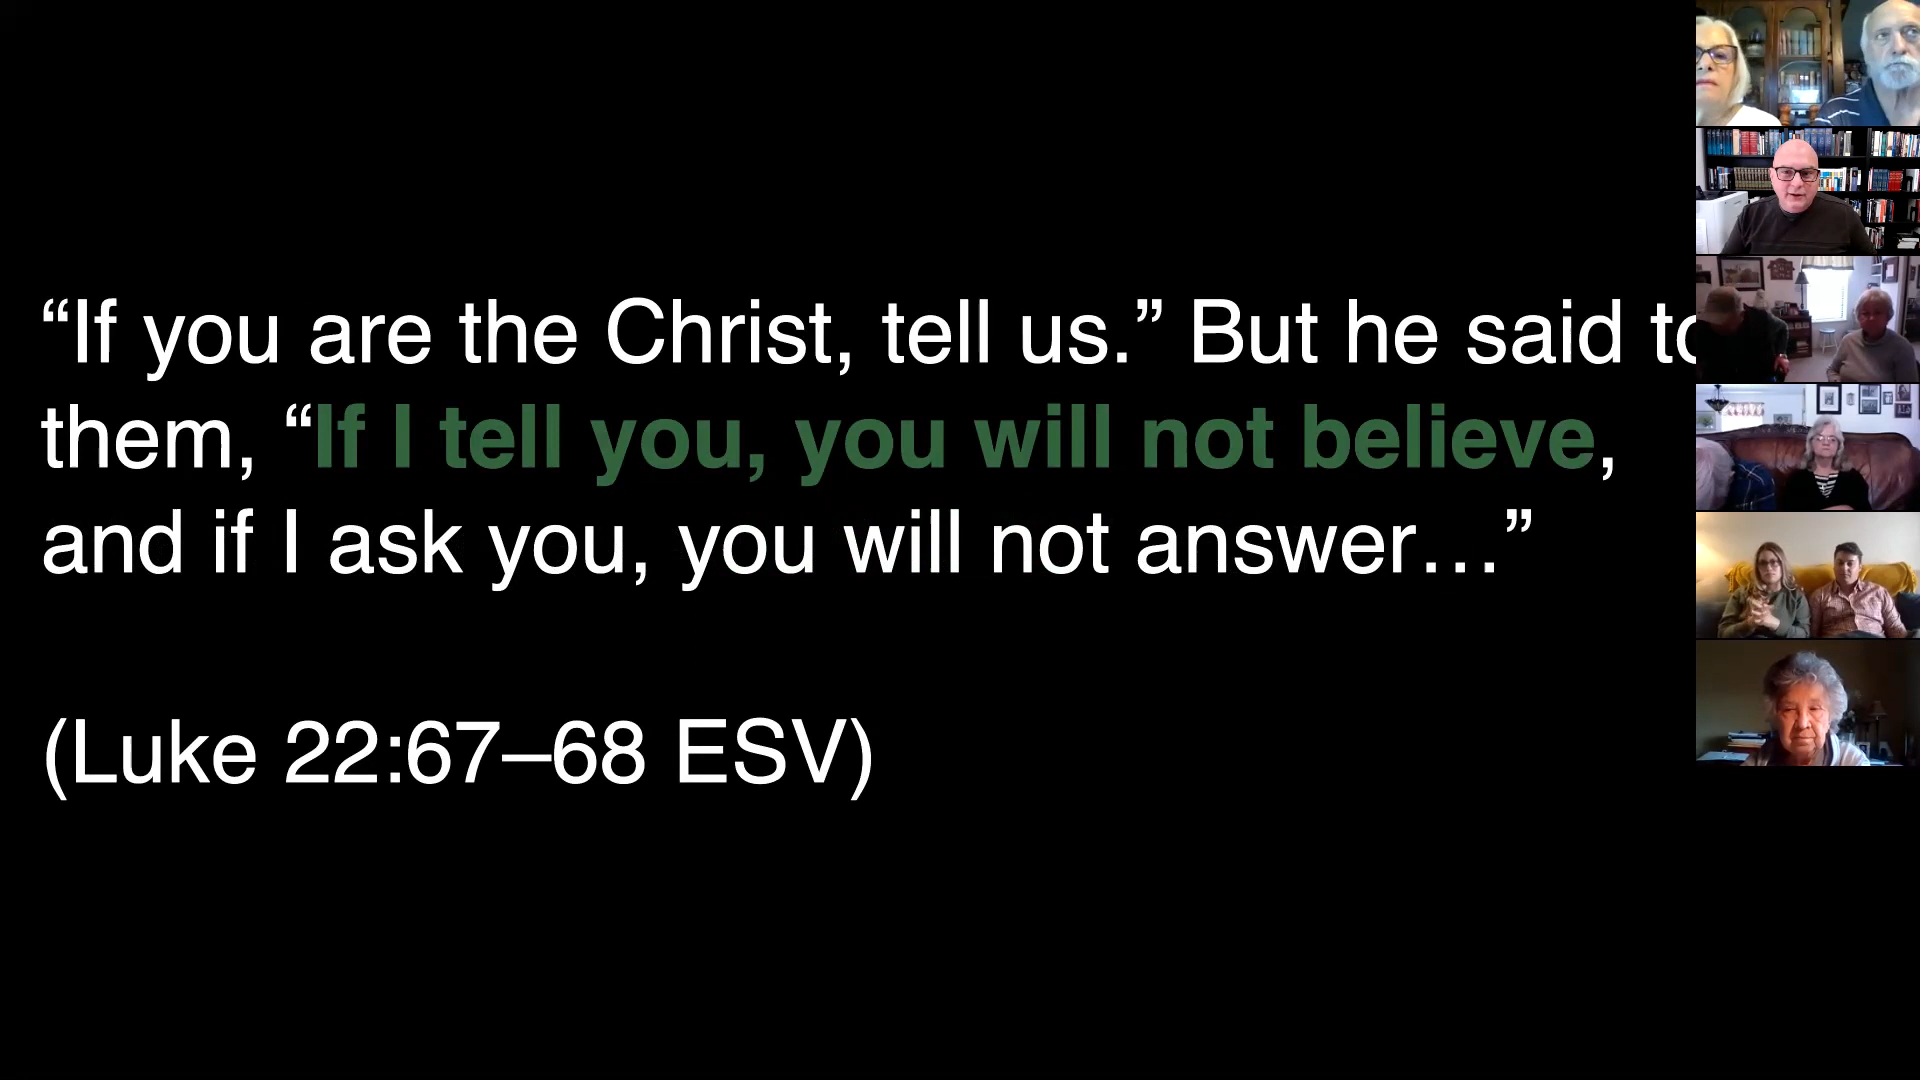 “If you are the Christ, tell us.” But he said to
them, “If I tell you, you will not believe,
and if I ask you, you will not answer…”
(Luke 22:67–68 ESV)